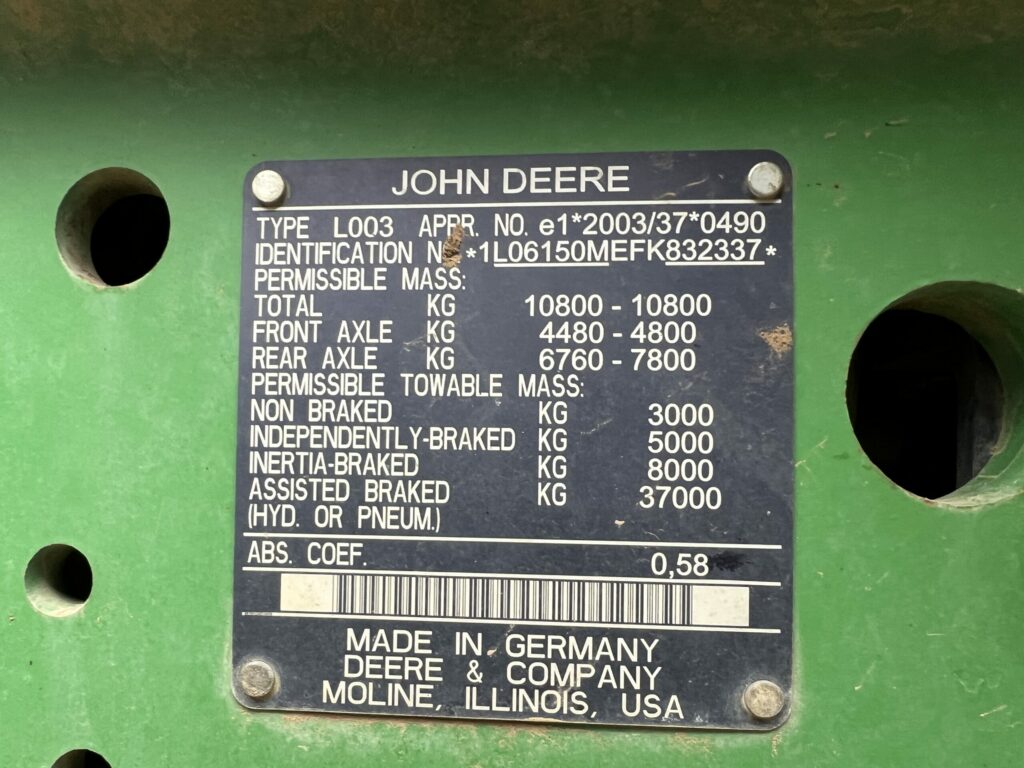 JOHN DEERE
TYPE L003 APPR. NO. e1*2003/37*0490
IDENTIFICATION NO. *1L06150MEFK832337*
PERMISSIBLE MASS:
TOTAL KG 10800 - 10800
FRONT AXLE KG 4480 - 4800
REAR AXLE KG 6760 - 7800
PERMISSIBLE TOWABLE MASS:
NON BRAKED KG 3000
INDEPENDENTLY-BRAKED KG 5000
INERTIA-BRAKED KG 8000
ASSISTED BRAKED KG 37000
(HYD. OR PNEUM.)
ABS. COEF. 0,58
MADE IN GERMANY
DEERE & COMPANY
MOLINE, ILLINOIS, USA